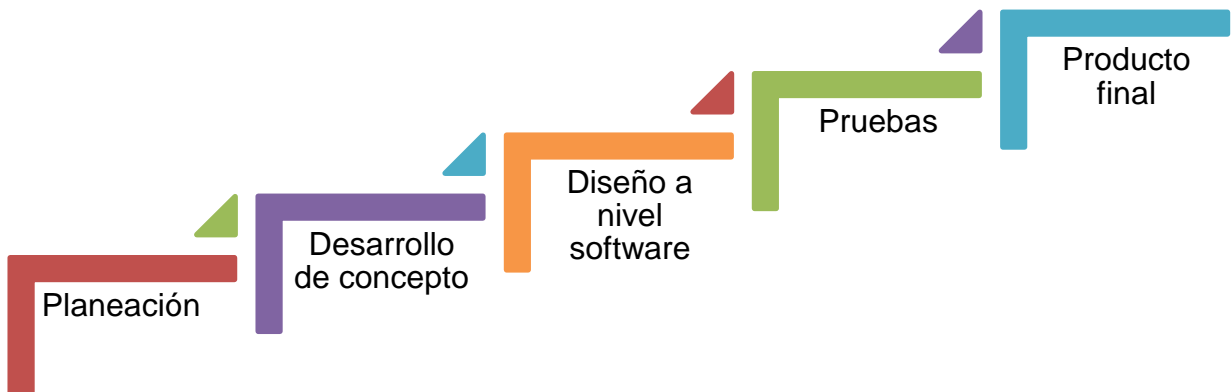 Planeación
Desarrollo
de concepto
Diseño a
nivel
software
Pruebas
Producto
final